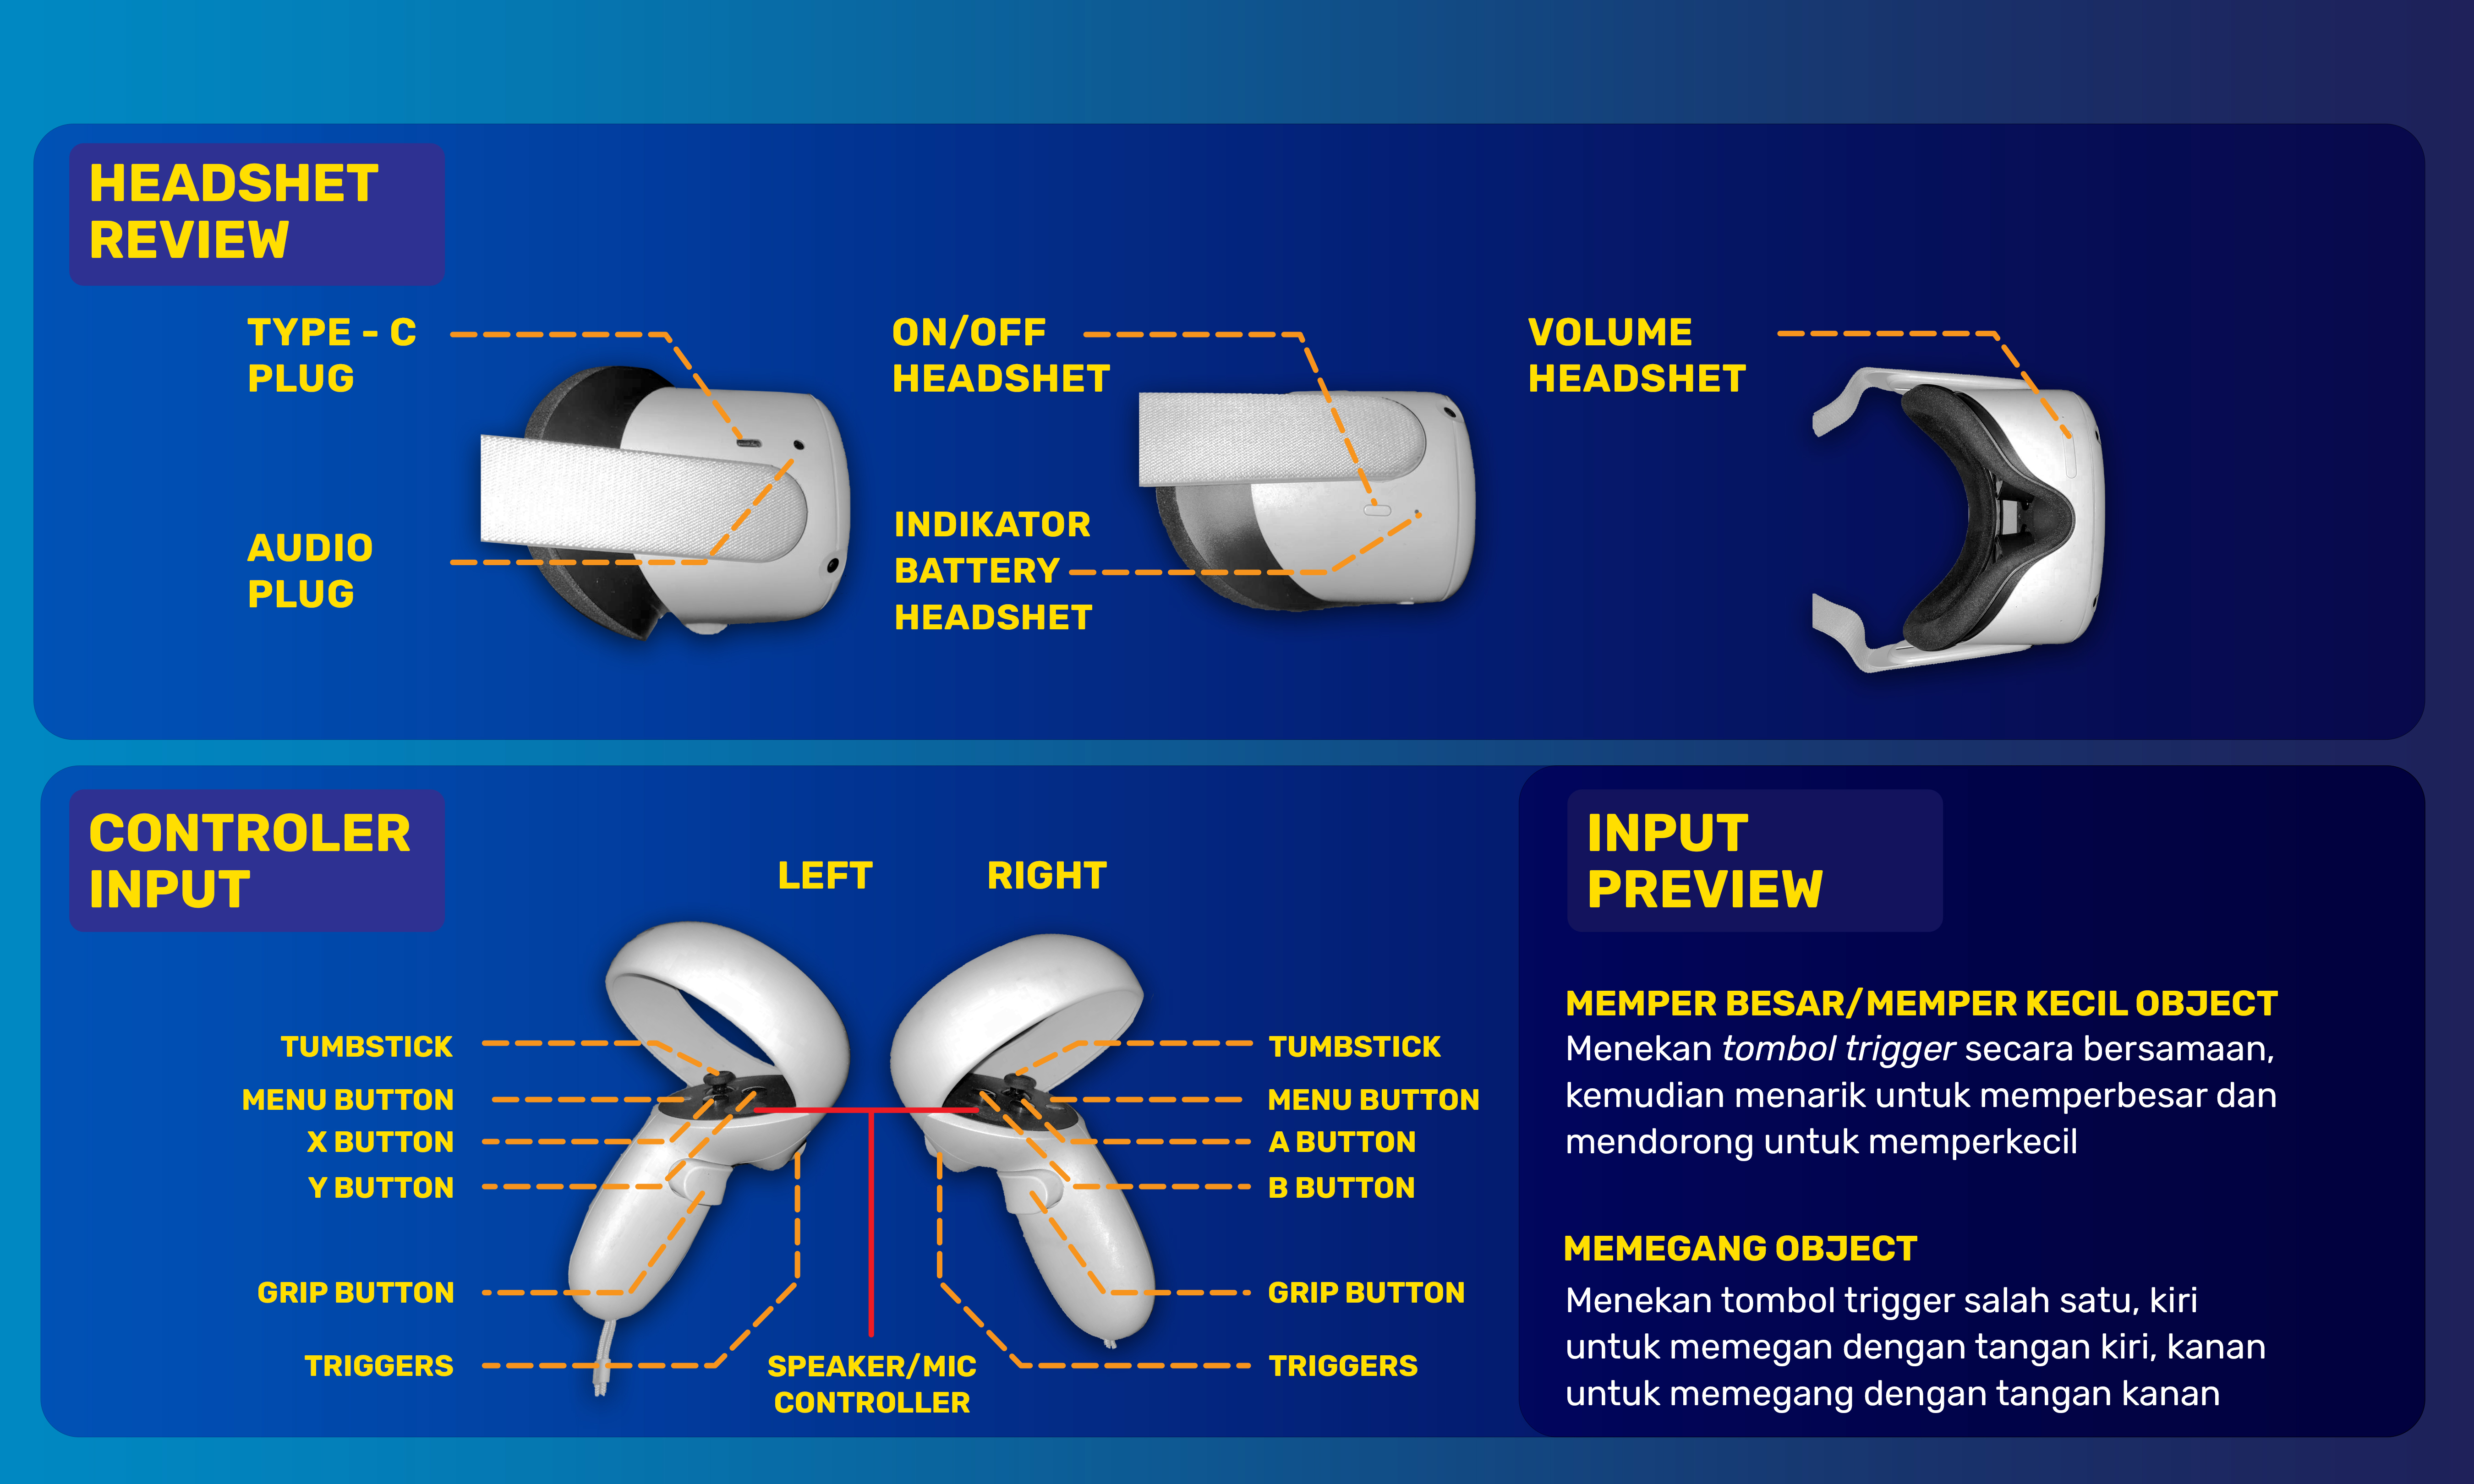 HEADSHET
REVIEW
TYPE - C
PLUG
AUDIO
PLUG
ON/OFF
HEADSHET
INDIKATOR
BATTERY
HEADSHET
VOLUME
HEADSHET
CONTROLER
INPUT
LEFT
RIGHT
TUMBSTICK
MENU BUTTON
X BUTTON
Y BUTTON
GRIP BUTTON
TRIGGERS
SPEAKER/MIC
CONTROLLER
TUMBSTICK
MENU BUTTON
A BUTTON
B BUTTON
GRIP BUTTON
TRIGGERS
INPUT
PREVIEW
MEMPER BESAR/MEMPER KECIL OBJECT
Menekan tombol trigger secara bersamaan,
kemudian menarik untuk memperbesar dan
mendorong untuk memperkecil
MEMEGANG OBJECT
Menekan tombol trigger salah satu, kiri
untuk memegan dengan tangan kiri, kanan
untuk memegang dengan tangan kanan